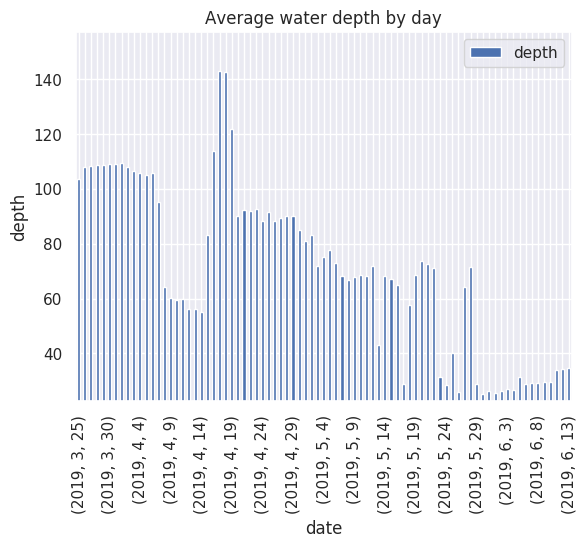 Average water depth by day
depth
140
120
100
80
60
40
depth
(2019, 3, 25)
(2019, 3, 30)
(2019, 4, 4)
(2019, 4, 9)
(2019, 4, 14)
(2019, 4, 19)
(2019, 4, 24)
(2019, 4, 29)
(2019, 5, 4)
(2019, 5, 9)
(2019, 5, 14)
(2019, 5, 19)
(2019, 5, 24)
(2019, 5, 29)
(2019, 6, 3)
(2019, 6, 8)
(2019, 6, 13)
date